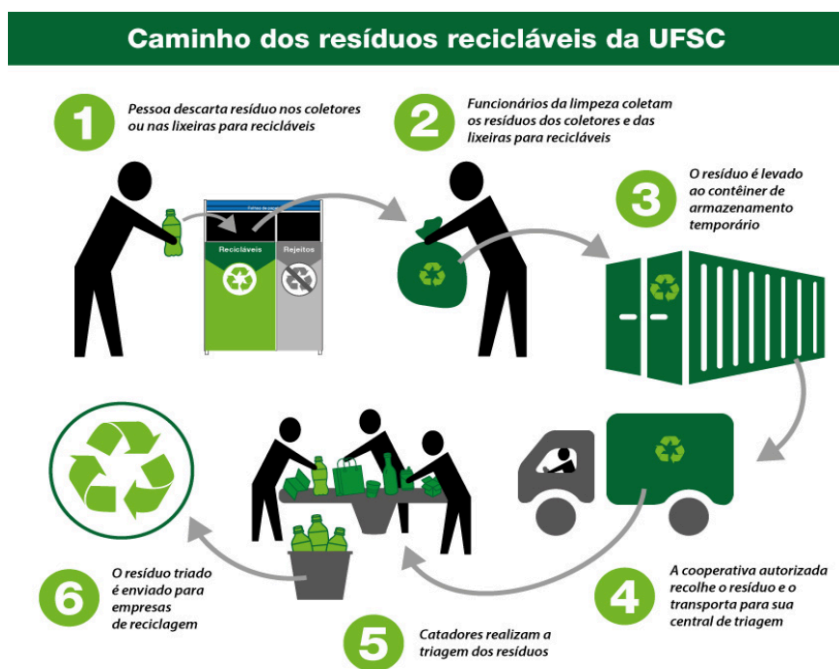 Caminho dos resíduos recicláveis da UFSC
1
Pessoa descarta resíduo nos coletores
ou nas lixeiras para recicláveis
2
Funcionários da limpeza coletam
os resíduos dos coletores e das
lixeiras para recicláveis
3
O resíduo é levado
ao contêiner de
armazenamento
temporário
Recicláveis
Rejeitos
4
A cooperativa autorizada
recolhe o resíduo e o
transporta para sua
central de triagem
5
Catadores realizam a
triagem dos resíduos
6
O resíduo triado
é enviado para
empresas
de reciclagem